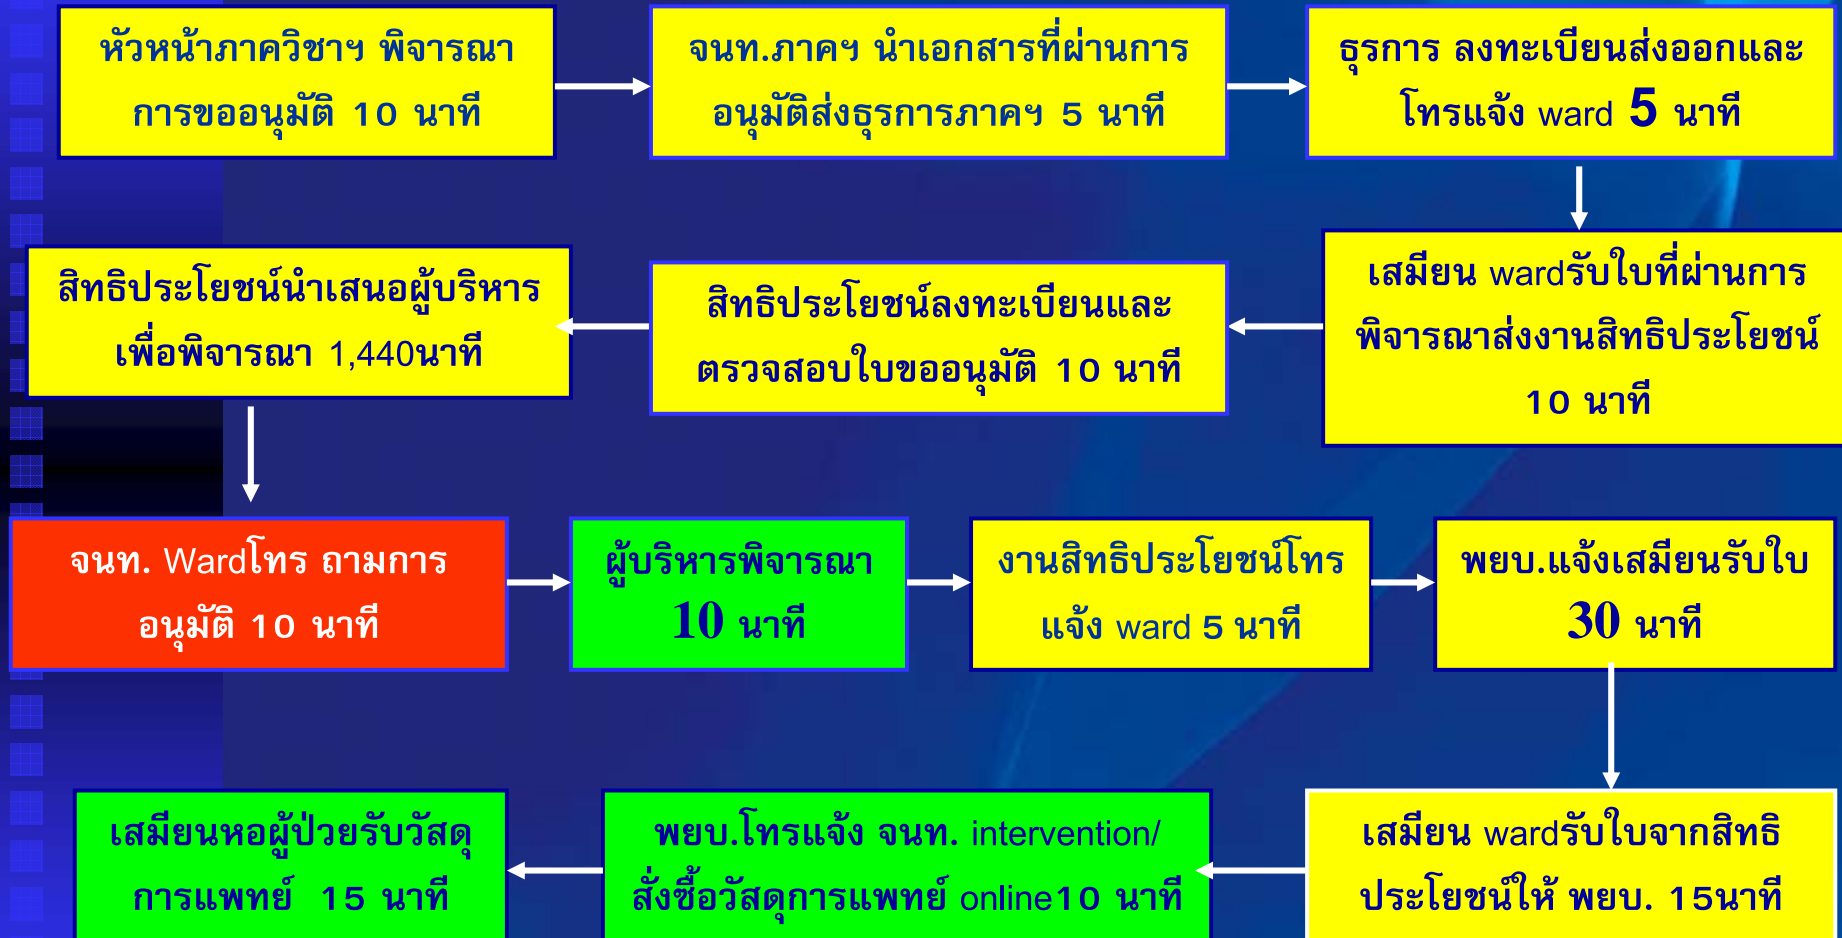 หัวหน้าภาควิชาฯ พิจารณา
การขออนุมัติ 10 นาที
จนท.ภาคฯ นำเอกสารที่ผ่านการ
อนุมัติส่งธุรการภาคฯ 5 นาที
ธุรการ ลงทะเบียนส่งออกและ
โทรแจ้ง ward 5 นาที
เสมียน wardรับใบที่ผ่านการ
พิจารณาส่งงานสิทธิประโยชน์
10 นาที
สิทธิประโยชน์ลงทะเบียนและ
ตรวจสอบใบขออนุมัติ 10 นาที
สิทธิประโยชน์นำเสนอผู้บริหาร
เพื่อพิจารณา 1,440นาที
จนท. Wardโทร ถามการ
อนุมัติ 10 นาที
ผู้บริหารพิจารณา
10 นาที
งานสิทธิประโยชน์โทร
แจ้ง ward 5 นาที
พยบ.แจ้งเสมียนรับใบ
30 นาที
เสมียน wardรับใบจากสิทธิ
ประโยชน์ให้ พยบ. 15นาที
พยบ.โทรแจ้ง จนท. intervention/
สั่งซื้อวัสดุการแพทย์ online10 นาที
เสมียนหอผู้ป่วยรับวัสดุ
การแพทย์ 15 นาที